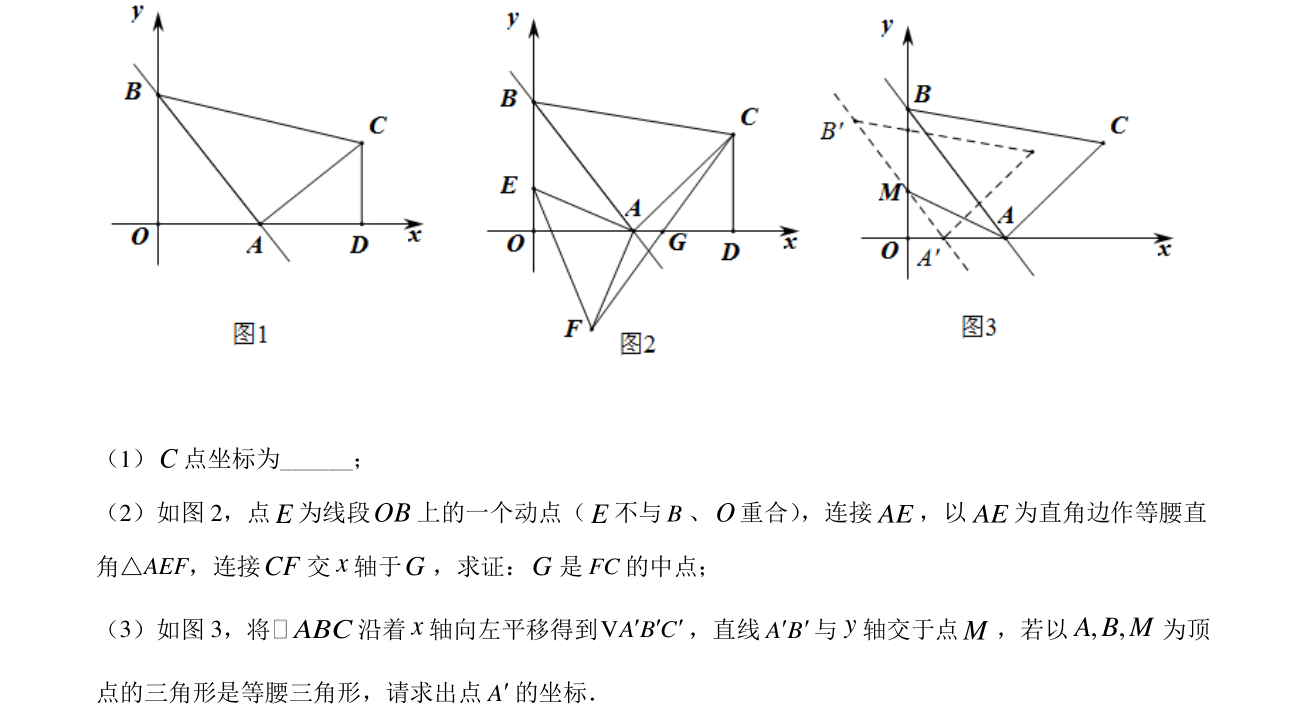 y
B
C
O
A
D
x
图1
y
B
C
E
A
O
G
D
x
F
图2
y
B
B′
C
M
A
O
A′
x
图3
（1）C 点坐标为______；
（2）如图 2，点 E 为线段 OB 上的一个动点（ E 不与 B 、O 重合），连接 AE ，以 AE 为直角边作等腰直
角△AEF，连接 CF 交 x 轴于 G ，求证：G 是 FC 的中点；
（3）如图 3，将□ ABC 沿着 x 轴向左平移得到VA′B′C′，直线 A′B′ 与 y 轴交于点 M ，若以 A, B, M 为顶
点的三角形是等腰三角形，请求出点 A′ 的坐标．